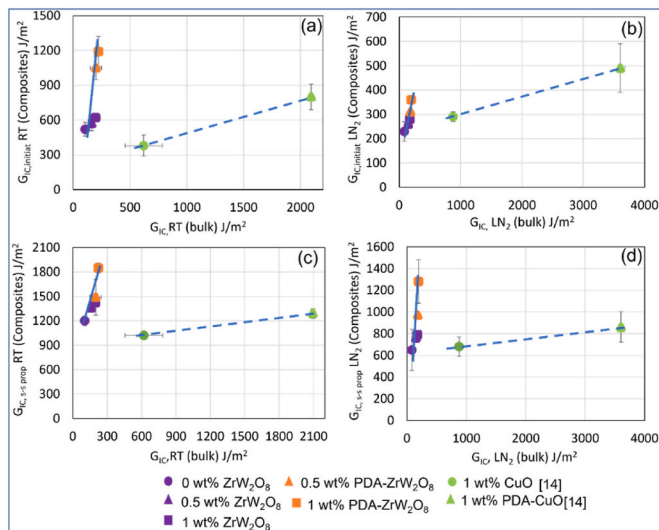 (a)
G_IC,initiat RT (Composites) J/m²
1500
1200
900
600
300
0
0 500 1000 1500 2000
G_IC,RT (bulk) J/m²
(b)
G_IC,initiat LN₂ (Composites) J/m²
700
600
500
400
300
200
100
0
0 1000 2000 3000 4000
G_IC, LN₂ (bulk) J/m²
(c)
G_IC, s-s prop RT (Composites) J/m²
2100
1800
1500
1200
900
600
300
0
0 300 600 900 1200 1500 1800 2100
G_IC,RT (bulk) J/m²
(d)
G_IC, s-s prop LN₂ (Composites) J/m²
1600
1400
1200
1000
800
600
400
200
0
0 1000 2000 3000 4000
G_IC, LN₂ (bulk) J/m²
0 wt% ZrW₂O₈ 0.5 wt% PDA-ZrW₂O₈ 1 wt% CuO [14]
0.5 wt% ZrW₂O₈ 1 wt% PDA-ZrW₂O₈ 1 wt% PDA-CuO[14]
1 wt% ZrW₂O₈